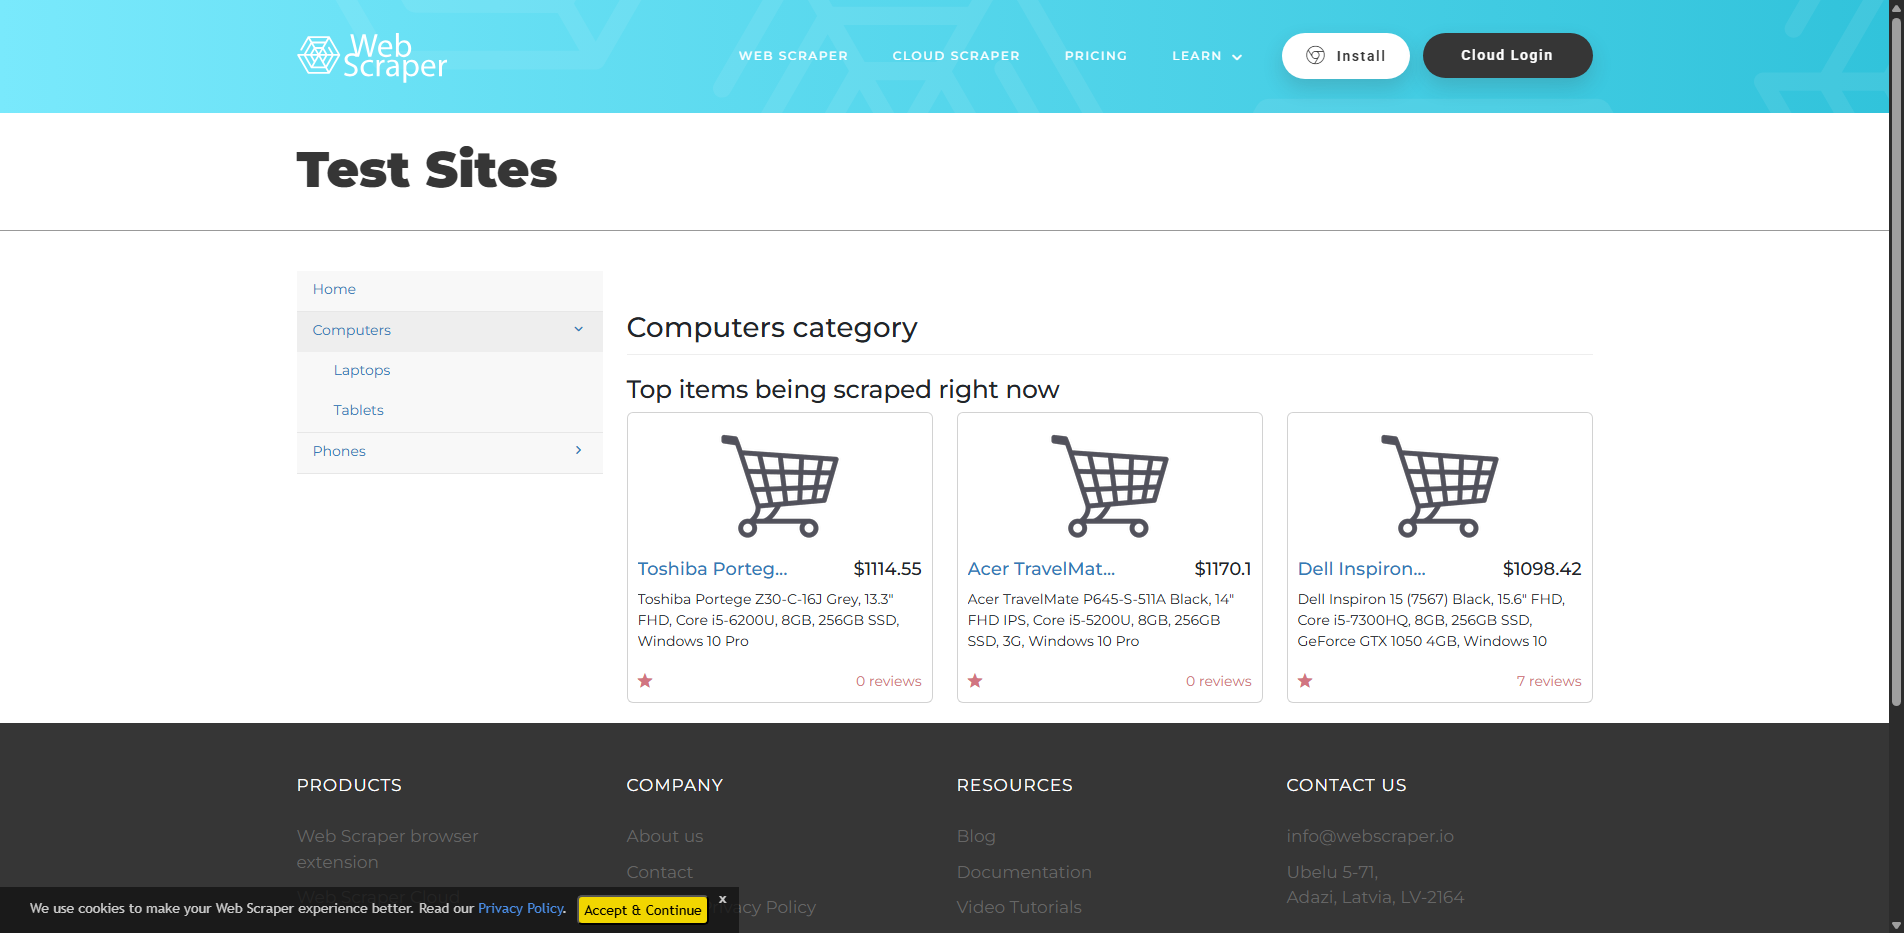 Web
Scraper
WEB SCRAPER
CLOUD SCRAPER
PRICING
LEARN
Install
Cloud Login
Test Sites
Home
Computers
Laptops
Tablets
Phones
Computers category
Top items being scraped right now
Toshiba Porteg...
$1114.55
Toshiba Portege Z30-C-16J Grey, 13.3"
FHD, Core i5-6200U, 8GB, 256GB SSD,
Windows 10 Pro
0 reviews
Acer TravelMat...
$1170.1
Acer TravelMate P645-S-511A Black, 14"
FHD IPS, Core i5-5200U, 8GB, 256GB
SSD, 3G, Windows 10 Pro
0 reviews
Dell Inspiron...
$1098.42
Dell Inspiron 15 (7567) Black, 15.6" FHD,
Core i5-7300HQ, 8GB, 256GB SSD,
GeForce GTX 1050 4GB, Windows 10
7 reviews
PRODUCTS
Web Scraper browser
extension
Web Scraper Cloud
COMPANY
About us
Contact
vacy Policy
RESOURCES
Blog
Documentation
Video Tutorials
CONTACT US
info@webscraper.io
Ubelu 5-71,
Adazi, Latvia, LV-2164
We use cookies to make your Web Scraper experience better. Read our Privacy Policy.
Accept & Continue
x